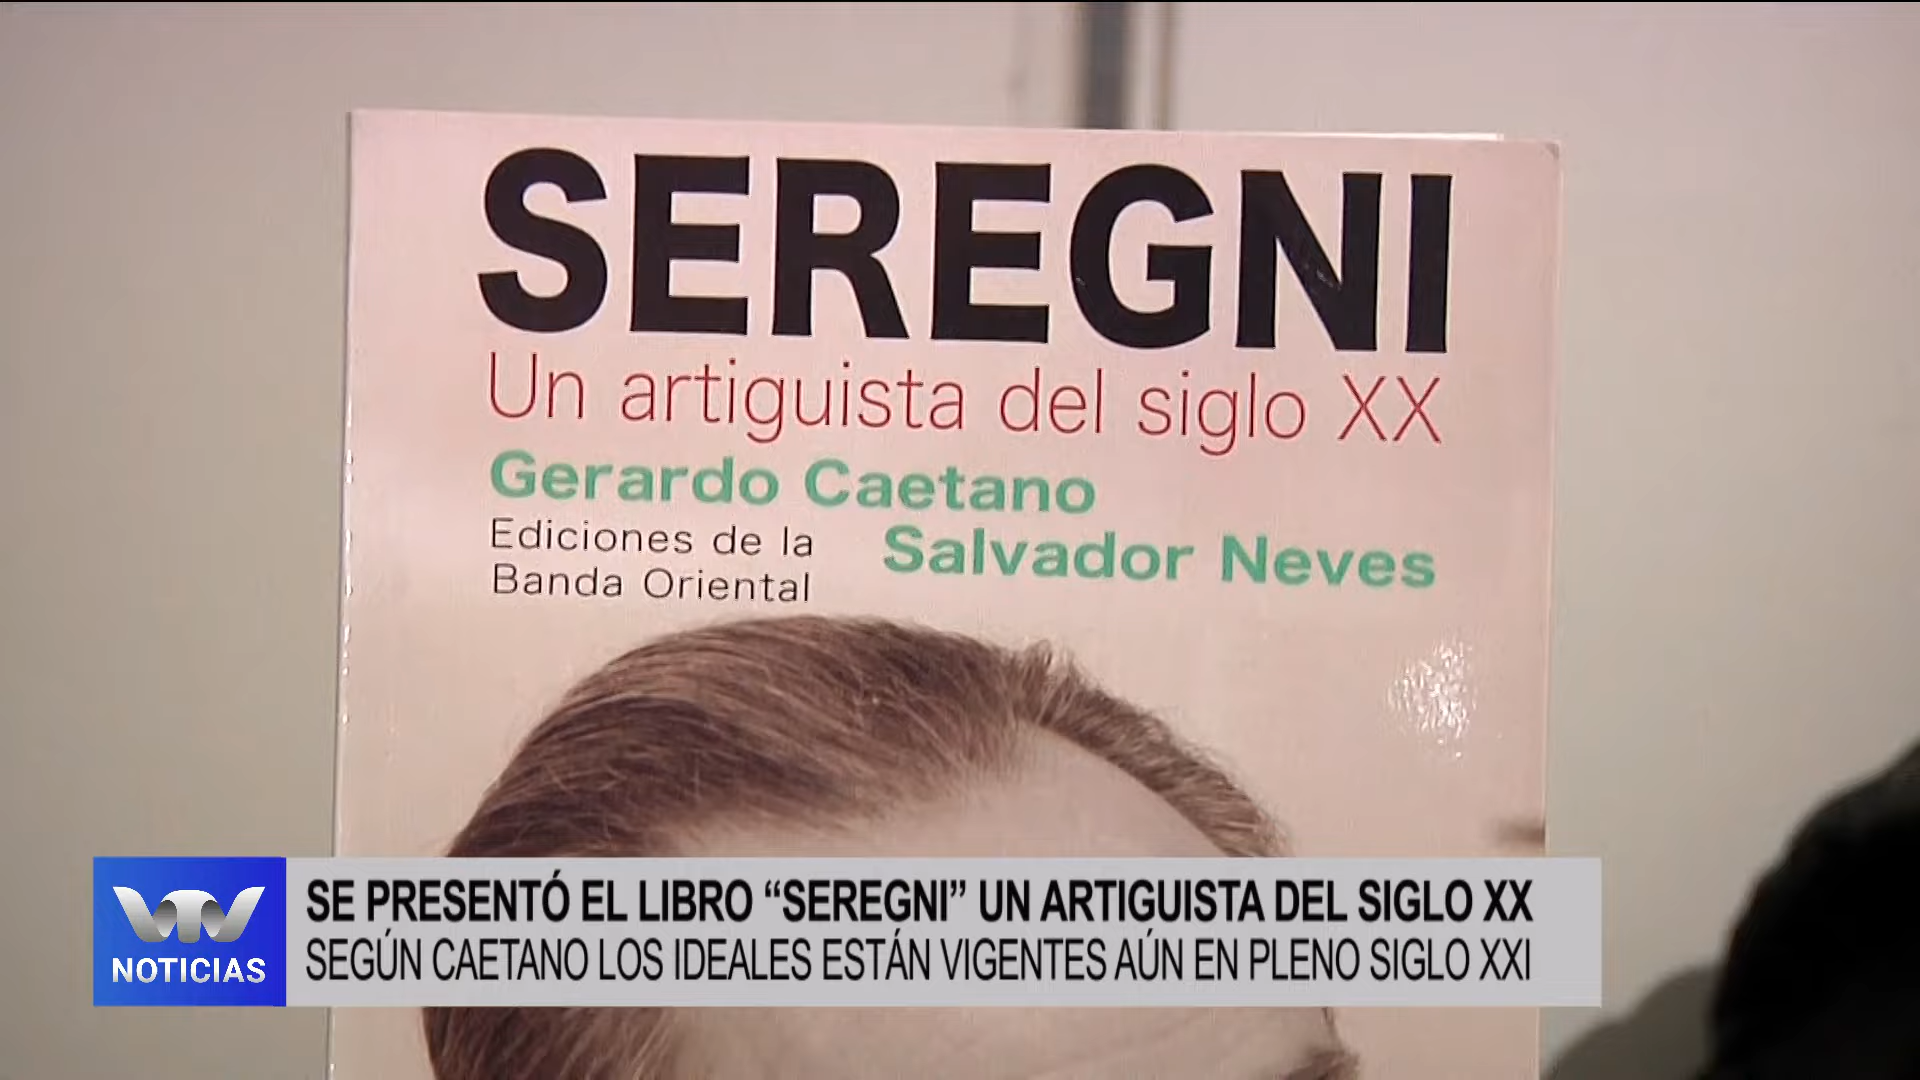 SEREGNI
Un artiguista del siglo XX
Gerardo Caetano
Salvador Neves
Ediciones de la
Banda Oriental
VTV
NOTICIAS
SE PRESENTÓ EL LIBRO “SEREGNI” UN ARTIGUISTA DEL SIGLO XX
SEGÚN CAETANO LOS IDEALES ESTÁN VIGENTES AÚN EN PLENO SIGLO XXI